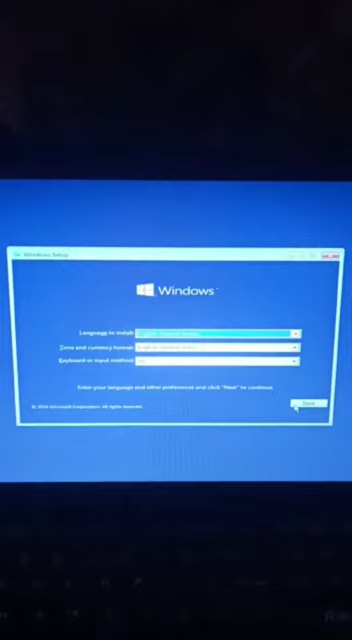 Windows Setup
Windows
Language to install:
Time and currency format:
Keyboard or input method:
US
Enter your language and other preferences and click "Next" to continue.
Microsoft Corporation. All rights reserved.
Next